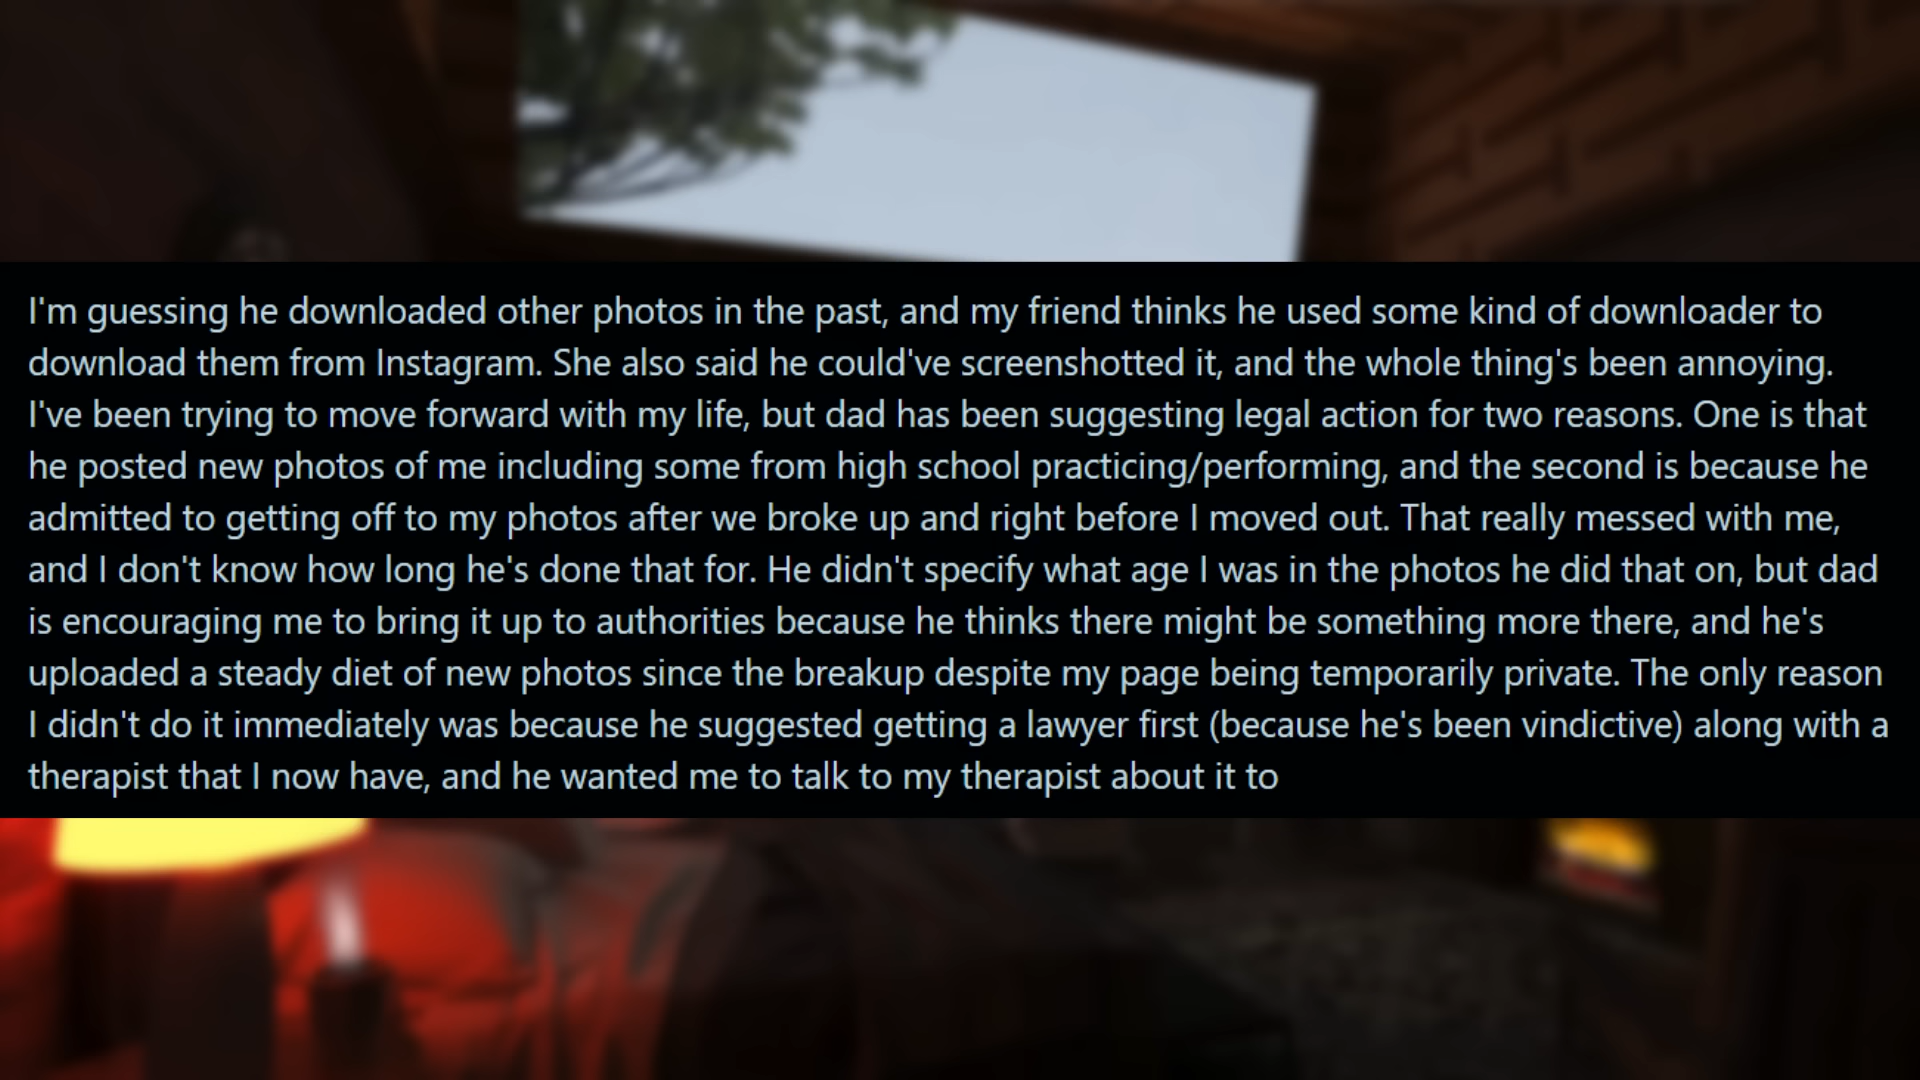 I'm guessing he downloaded other photos in the past, and my friend thinks he used some kind of downloader to
download them from Instagram. She also said he could've screenshotted it, and the whole thing's been annoying.
I've been trying to move forward with my life, but dad has been suggesting legal action for two reasons. One is that
he posted new photos of me including some from high school practicing/performing, and the second is because he
admitted to getting off to my photos after we broke up and right before I moved out. That really messed with me,
and I don't know how long he's done that for. He didn't specify what age I was in the photos he did that on, but dad
is encouraging me to bring it up to authorities because he thinks there might be something more there, and he's
uploaded a steady diet of new photos since the breakup despite my page being temporarily private. The only reason
I didn't do it immediately was because he suggested getting a lawyer first (because he's been vindictive) along with a
therapist that I now have, and he wanted me to talk to my therapist about it to